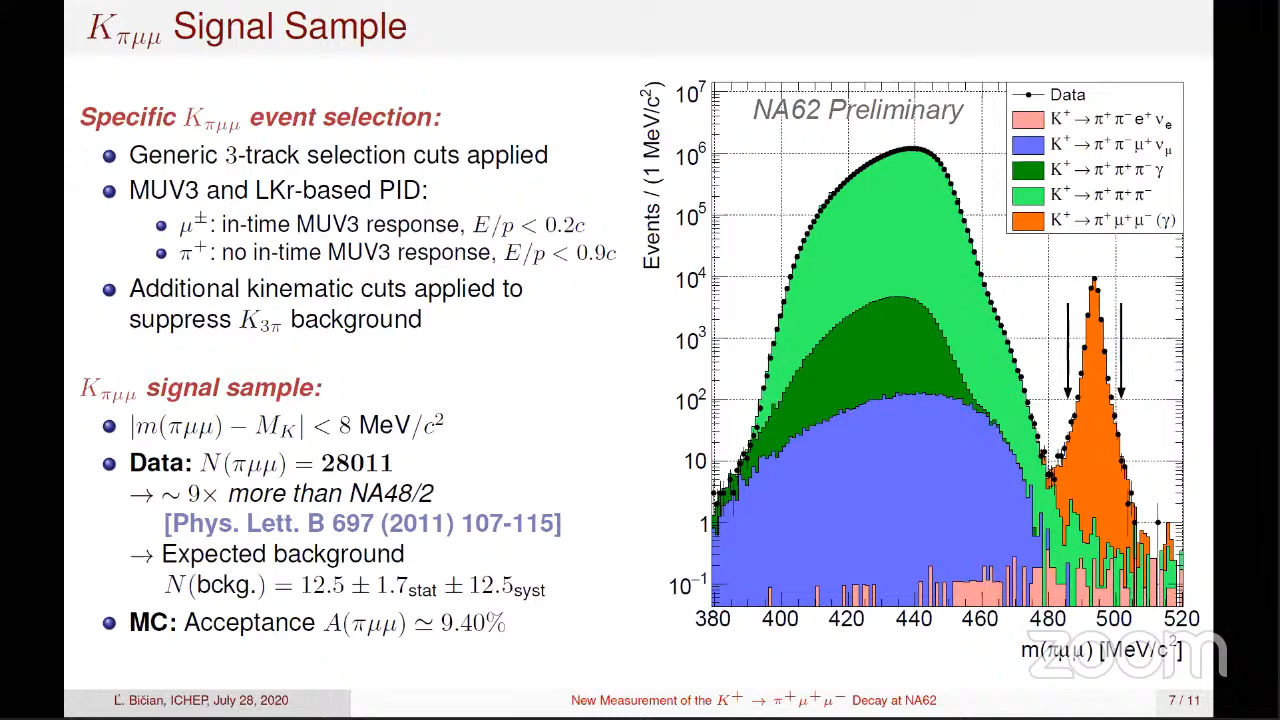 Kπμμ Signal Sample
Specific Kπμμ event selection:
Generic 3-track selection cuts applied
MUV3 and LKr-based PID:
μ±: in-time MUV3 response, E/p < 0.2c
π+: no in-time MUV3 response, E/p < 0.9c
Additional kinematic cuts applied to
suppress K3π background
Kπμμ signal sample:
|m(πμμ) − MK| < 8 MeV/c2
Data: N(πμμ) = 28011
→ ∼ 9× more than NA48/2
[Phys. Lett. B 697 (2011) 107-115]
→ Expected background
N(bckg.) = 12.5 ± 1.7stat ± 12.5syst
MC: Acceptance A(πμμ) ≃ 9.40%
Events / (1 MeV/c2)
107
106
105
104
103
102
10
1
10−1
NA62 Preliminary
Data
K+ → π+ π− e+ νe
K+ → π+ π− μ+ νμ
K+ → π+ π+ π− γ
K+ → π+ π+ π−
K+ → π+ μ+ μ− (γ)
380 400 420 440 460 480 500 520
m(πμμ) [MeV/c2]
zoom
Ľ. Bičian, ICHEP, July 28, 2020
New Measurement of the K+ → π+μ+μ− Decay at NA62
7 / 11